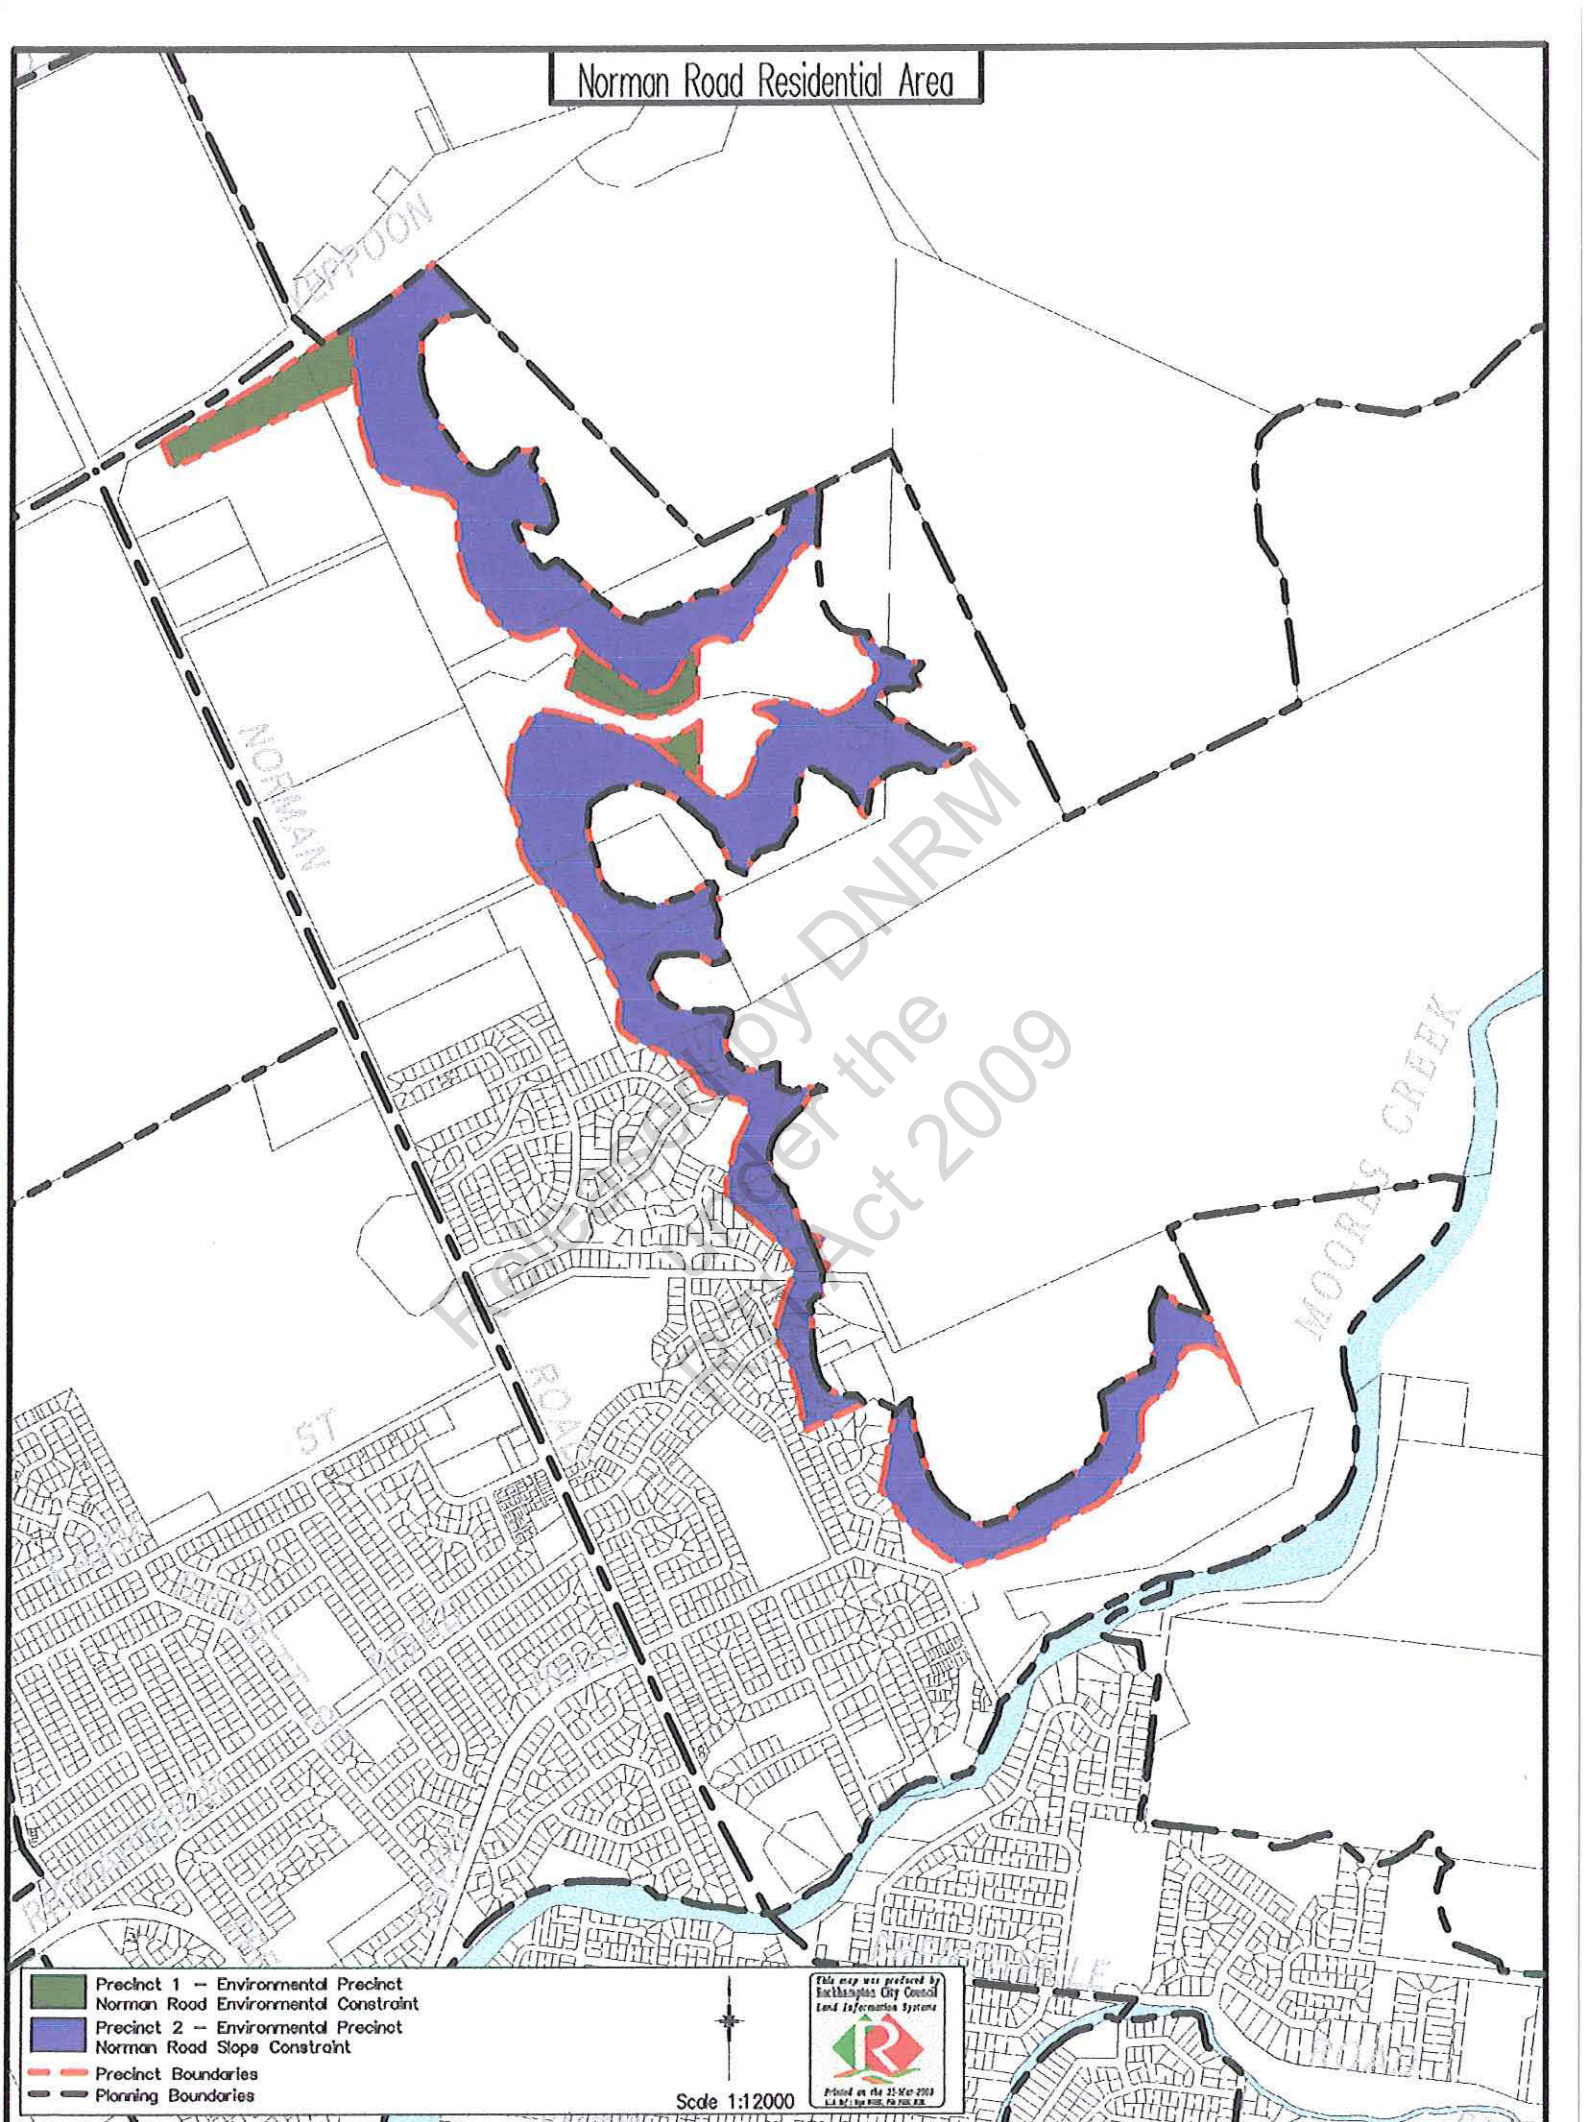 Norman Road Residential Area
YEPPOON
NORMAN
Released by DNRM
under the
RTI Act 2009
MOORES CREEK
ROAD
ST
FARM
ROAD
Precinct 1 - Environmental Precinct
Norman Road Environmental Constraint
Precinct 2 - Environmental Precinct
Norman Road Slope Constraint
Precinct Boundaries
Planning Boundaries
Scale 1:12000
This map was produced by
Rockhampton City Council
Land Information Systems
R